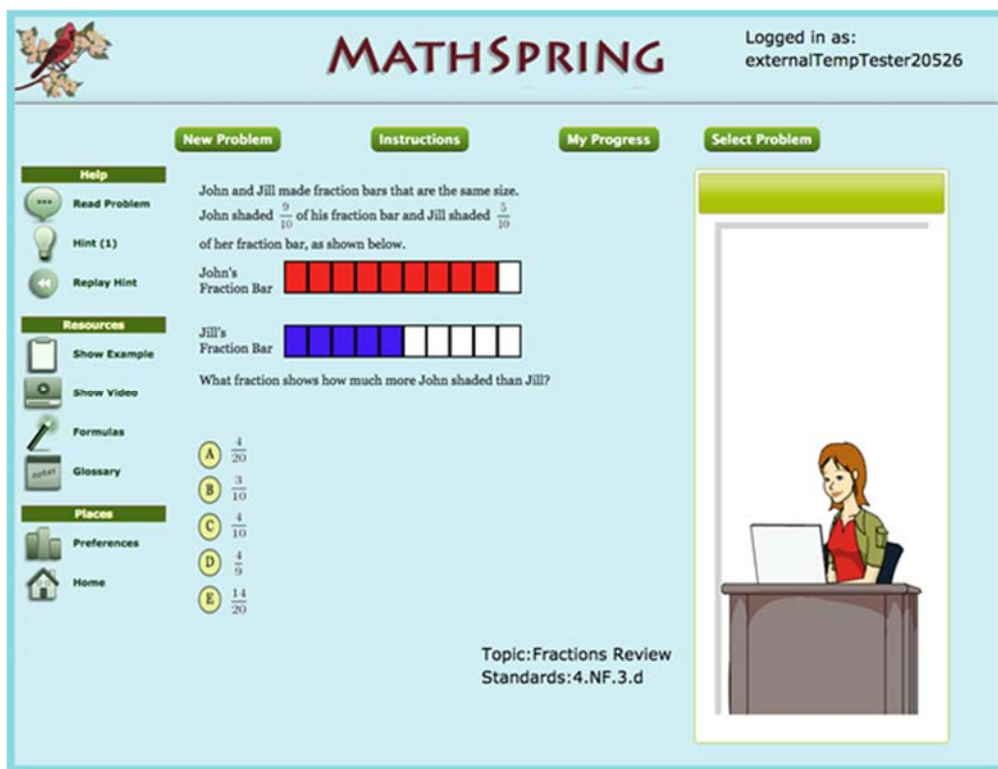 MATHSPRING
Logged in as:
externalTempTester20526
New Problem
Instructions
My Progress
Select Problem
Help
Read Problem
Hint (1)
Replay Hint
Resources
Show Example
Show Video
Formulas
notes
Glossary
Places
Preferences
Home
John and Jill made fraction bars that are the same size.
John shaded 9/10 of his fraction bar and Jill shaded 5/10
of her fraction bar, as shown below.
John's
Fraction Bar
Jill's
Fraction Bar
What fraction shows how much more John shaded than Jill?
A 4/20
B 3/10
C 4/10
D 4/9
E 14/20
Topic:Fractions Review
Standards:4.NF.3.d